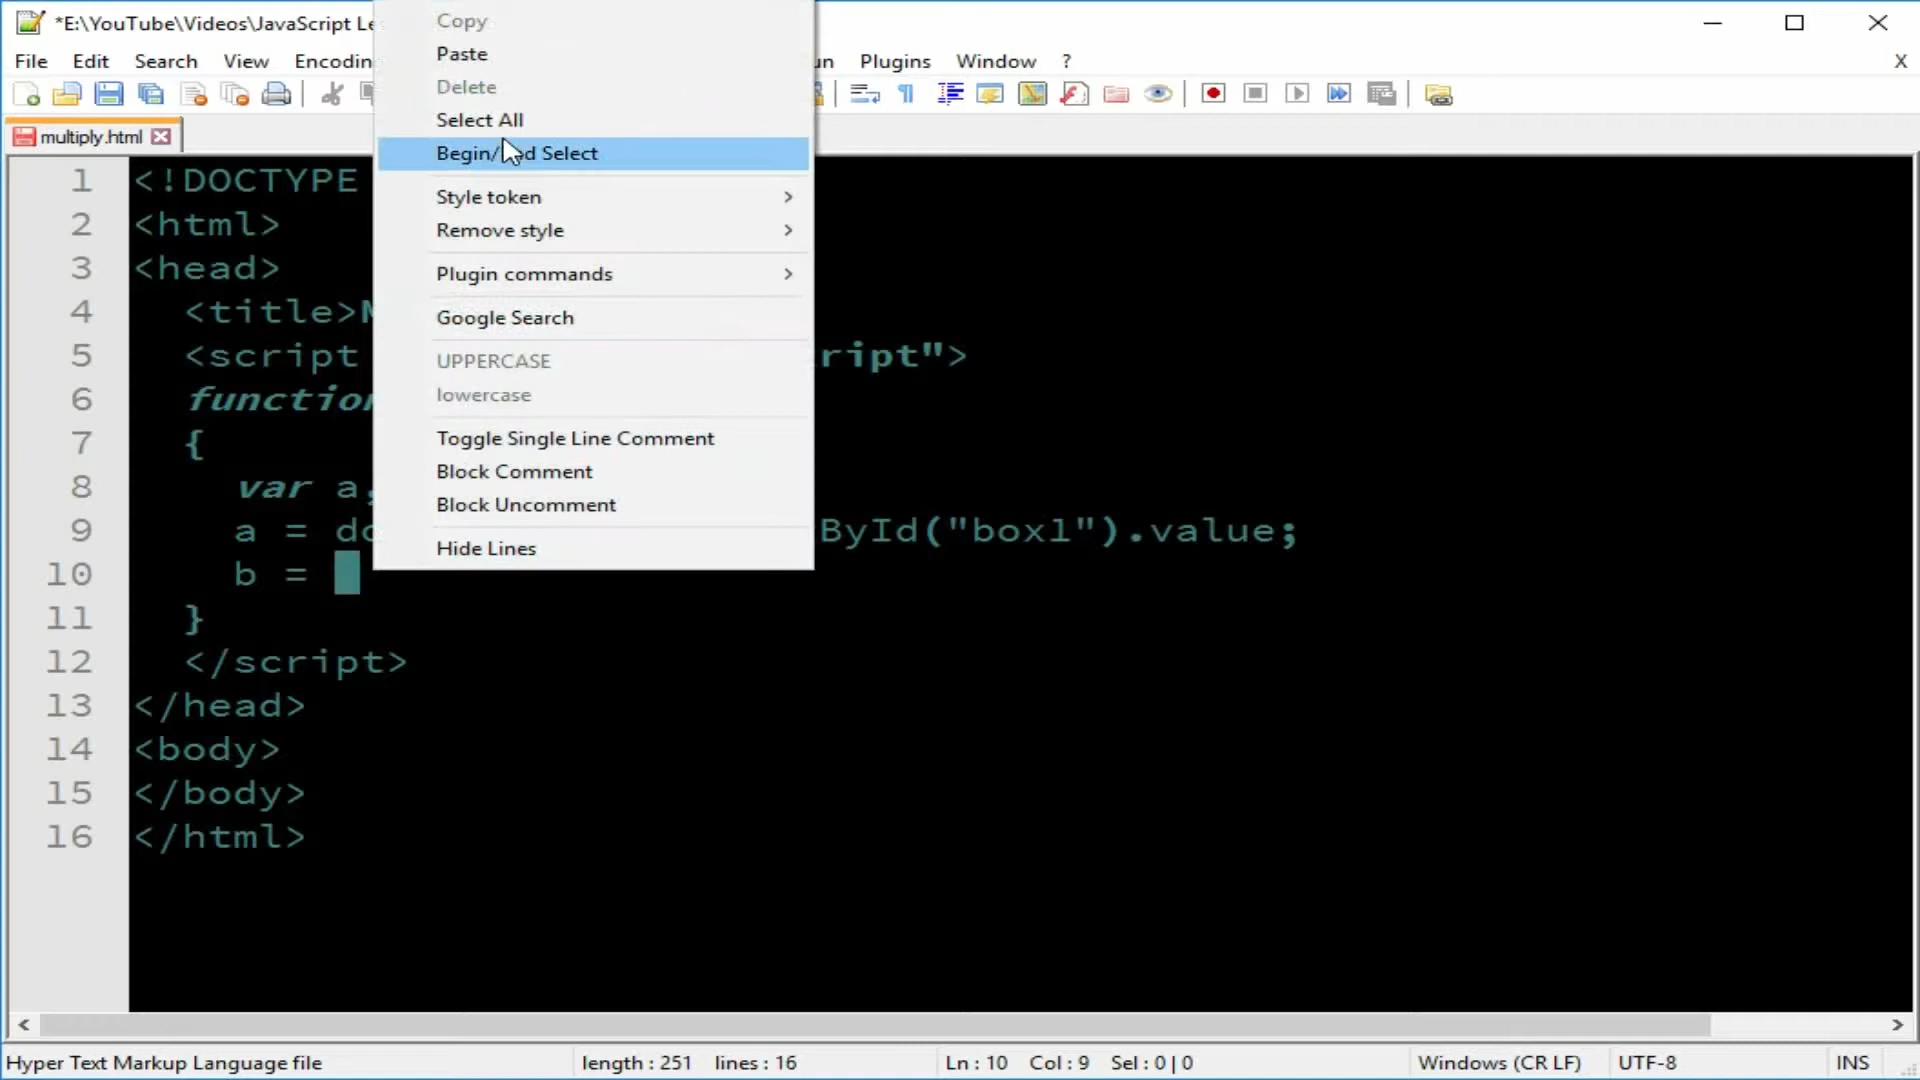 *E:\YouTube\Videos\JavaScript Le
File Edit Search View Encoding Plugins Window ? X
multiply.html
Copy
Paste
Delete
Select All
Select
Style token
Remove style
Plugin commands
Google Search
UPPERCASE
lowercase
Toggle Single Line Comment
Block Comment
Block Uncomment
Hide Lines
1 <!DOCTYPE
2 <html>
3 <head>
4 <title>
5 <script ript">
6 function
7 {
8 var a,
9 a = do ById("box1").value;
10 b =
11 }
12 </script>
13 </head>
14 <body>
15 </body>
16 </html>
Hyper Text Markup Language file length : 251 lines : 16 Ln : 10 Col : 9 Sel : 0 | 0 Windows (CR LF) UTF-8 INS